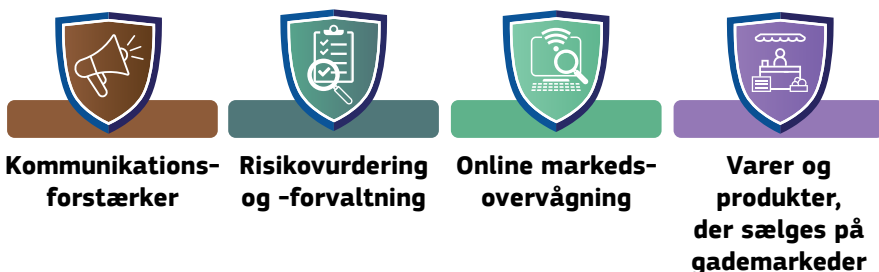 Kommunikations-
forstærker
Risikovurdering
og -forvaltning
Online markeds-
overvågning
Varer og
produkter,
der sælges på
gademarkeder